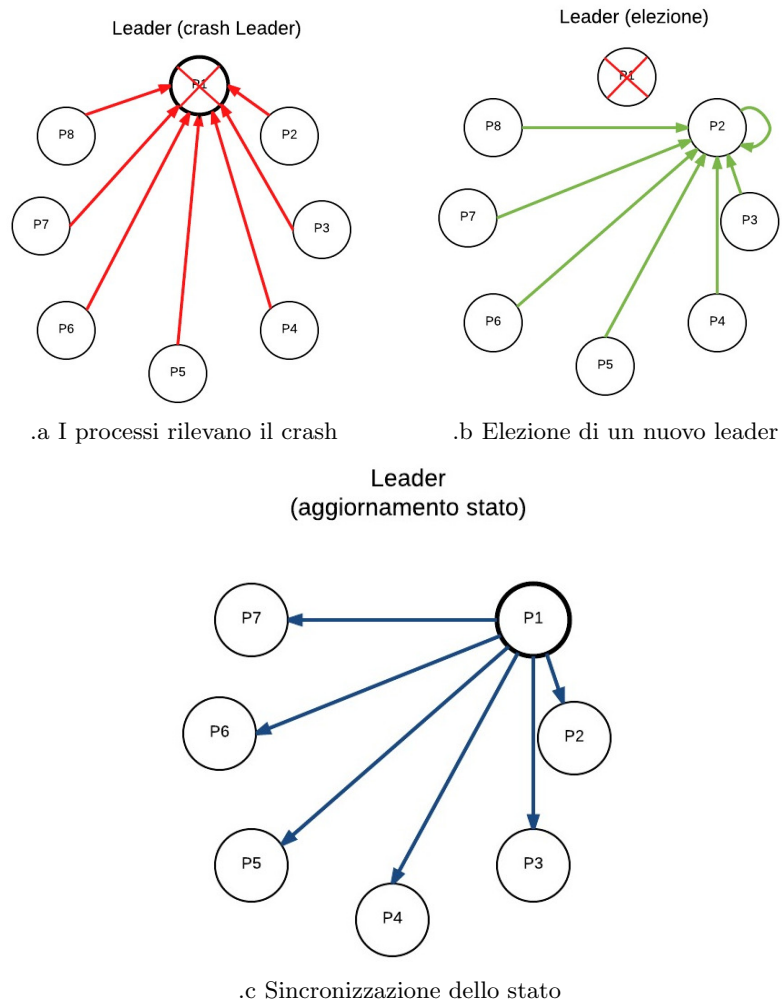 Leader (crash Leader)
P1
P8
P2
P7
P3
P6
P4
P5
.a I processi rilevano il crash
Leader (elezione)
P1
P8
P2
P7
P3
P6
P4
P5
.b Elezione di un nuovo leader
Leader
(aggiornamento stato)
P7
P1
P6
P2
P5
P3
P4
.c Sincronizzazione dello stato